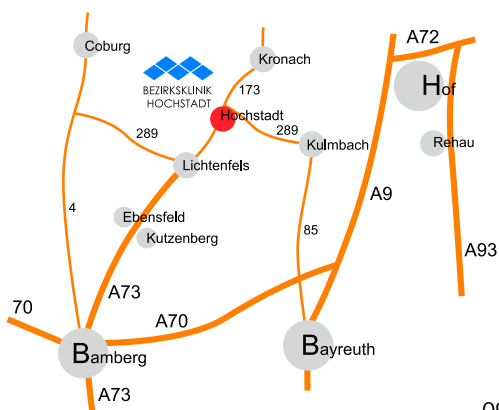 A72
Coburg
Kronach
BEZIRKSKLINIK
HOCHSTADT
173
Hof
Hochstadt
289
289
Kulmbach
Rehau
Lichtenfels
A9
4
Ebensfeld
85
Kutzenberg
A93
A73
70
A70
Bamberg
Bayreuth
A73